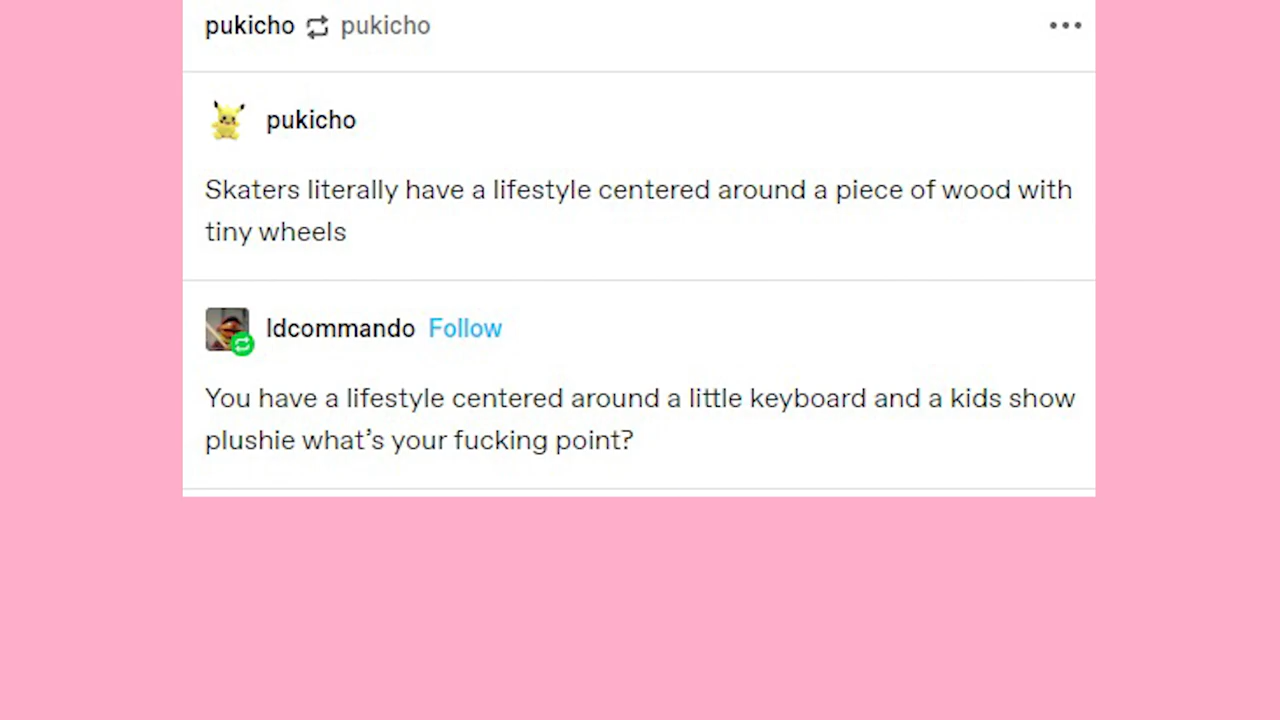 pukicho pukicho
pukicho
Skaters literally have a lifestyle centered around a piece of wood with
tiny wheels
ldcommando Follow
You have a lifestyle centered around a little keyboard and a kids show
plushie what’s your fucking point?